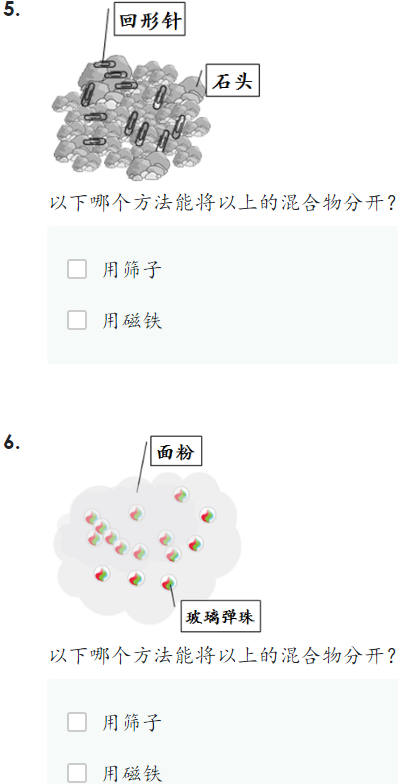 5.
回形针
石头
以下哪个方法能将以上的混合物分开?
用筛子
用磁铁
6.
面粉
玻璃弹珠
以下哪个方法能将以上的混合物分开?
用筛子
用磁铁